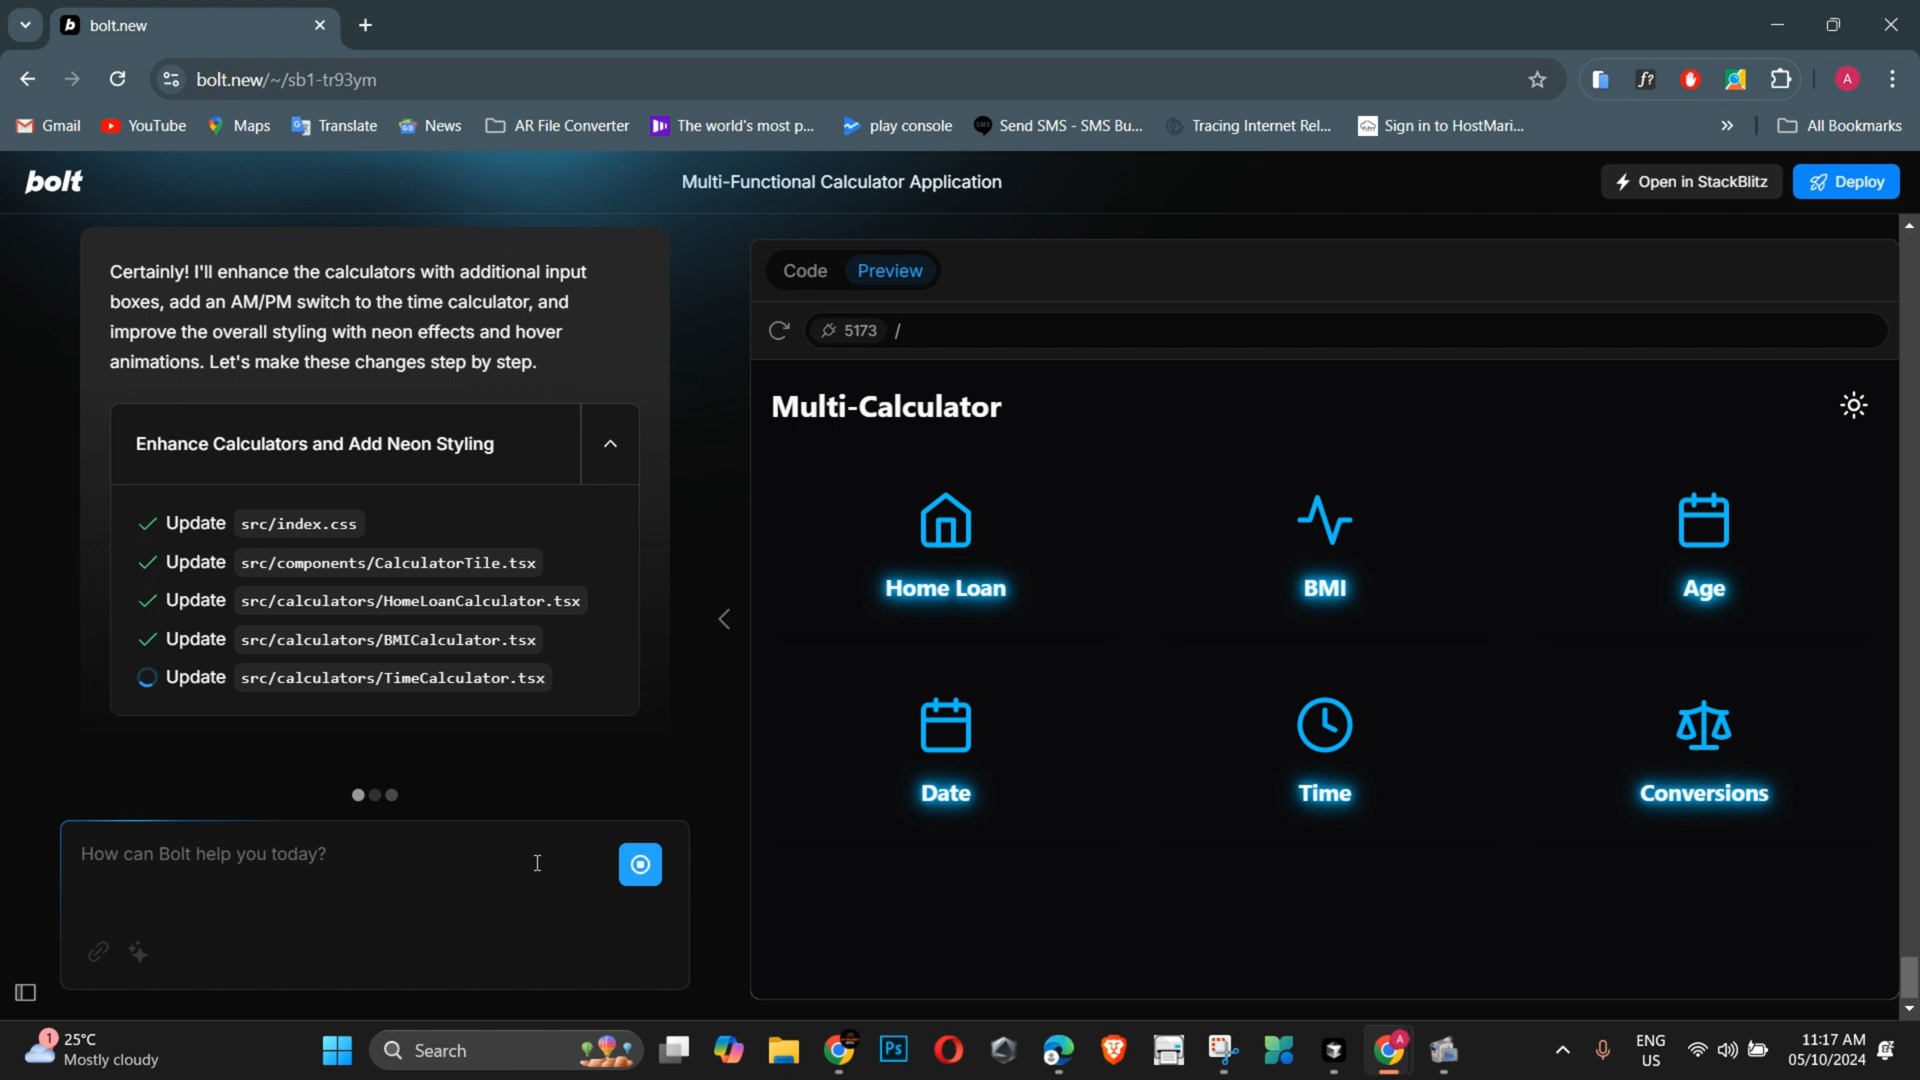 bolt.new
bolt.new/~/sb1-tr93ym
A
Gmail
YouTube
Maps
Translate
News
AR File Converter
The world's most p...
play console
Send SMS - SMS Bu...
Tracing Internet Rel...
Sign in to HostMari...
All Bookmarks
bolt
Multi-Functional Calculator Application
Open in StackBlitz
Deploy
Certainly! I'll enhance the calculators with additional input
boxes, add an AM/PM switch to the time calculator, and
improve the overall styling with neon effects and hover
animations. Let's make these changes step by step.
Enhance Calculators and Add Neon Styling
Update src/index.css
Update src/components/CalculatorTile.tsx
Update src/calculators/HomeLoanCalculator.tsx
Update src/calculators/BMICalculator.tsx
Update src/calculators/TimeCalculator.tsx
How can Bolt help you today?
Code
Preview
5173 /
Multi-Calculator
Home Loan
BMI
Age
Date
Time
Conversions
1
25°C
Mostly cloudy
Search
Ps
A
ENG
US
11:17 AM
05/10/2024